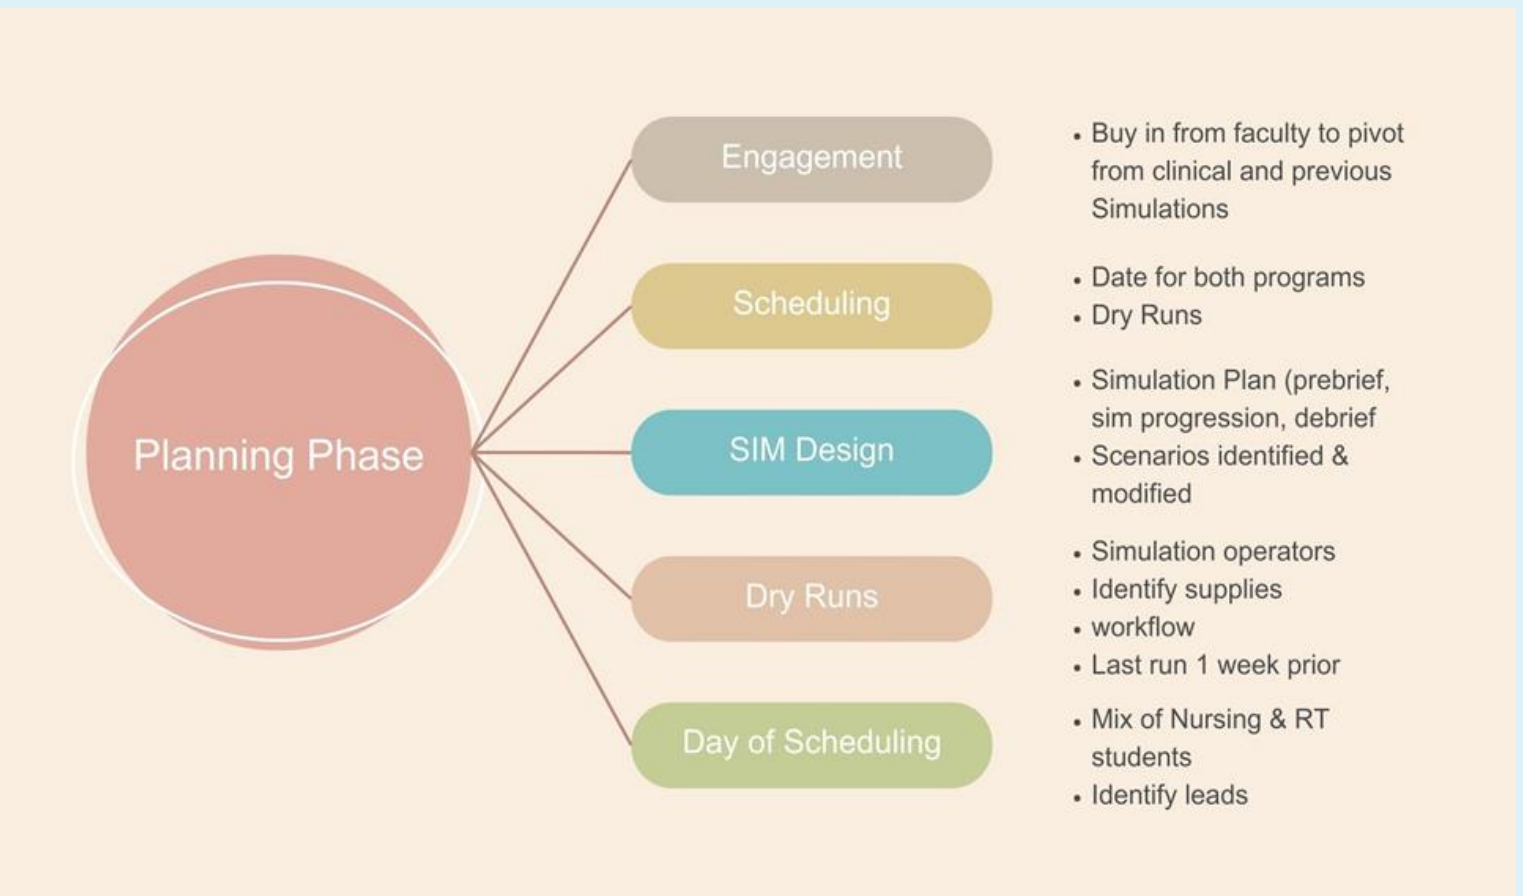 Planning Phase
Engagement
• Buy in from faculty to pivot
from clinical and previous
Simulations
Scheduling
• Date for both programs
• Dry Runs
SIM Design
• Simulation Plan (prebrief,
sim progression, debrief
• Scenarios identified &
modified
Dry Runs
• Simulation operators
• Identify supplies
• workflow
• Last run 1 week prior
Day of Scheduling
• Mix of Nursing & RT
students
• Identify leads